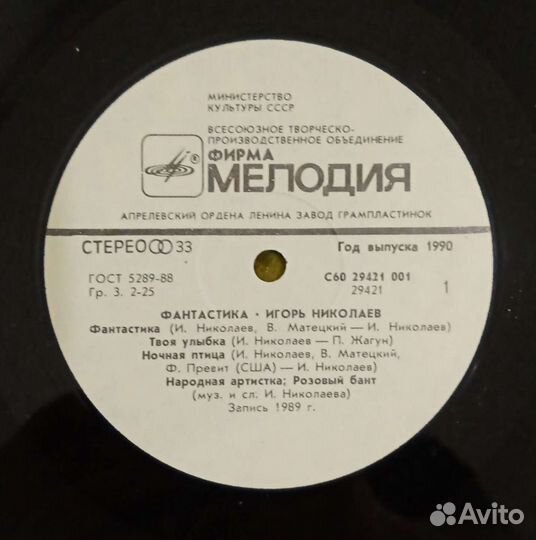 МИНИСТЕРСТВО
КУЛЬТУРЫ СССР
ВСЕСОЮЗНОЕ ТВОРЧЕСКО-
ПРОИЗВОДСТВЕННОЕ ОБЪЕДИНЕНИЕ
® ФИРМА
МЕЛОДИЯ
АПРЕЛЕВСКИЙ ОРДЕНА ЛЕНИНА ЗАВОД ГРАМПЛАСТИНОК
СТЕРЕО 33 Год выпуска 1990
ГОСТ 5289-88 С60 29421 001
Гр. 3. 2-25 29421 1
ФАНТАСТИКА · ИГОРЬ НИКОЛАЕВ
Фантастика (И. Николаев, В. Матецкий — И. Николаев)
Твоя улыбка (И. Николаев — П. Жагун)
Ночная птица (И. Николаев, В. Матецкий,
Ф. Превит (США) — И. Николаев)
Народная артистка; Розовый бант
(муз. и сл. И. Николаева)
Запись 1989 г.
Avito